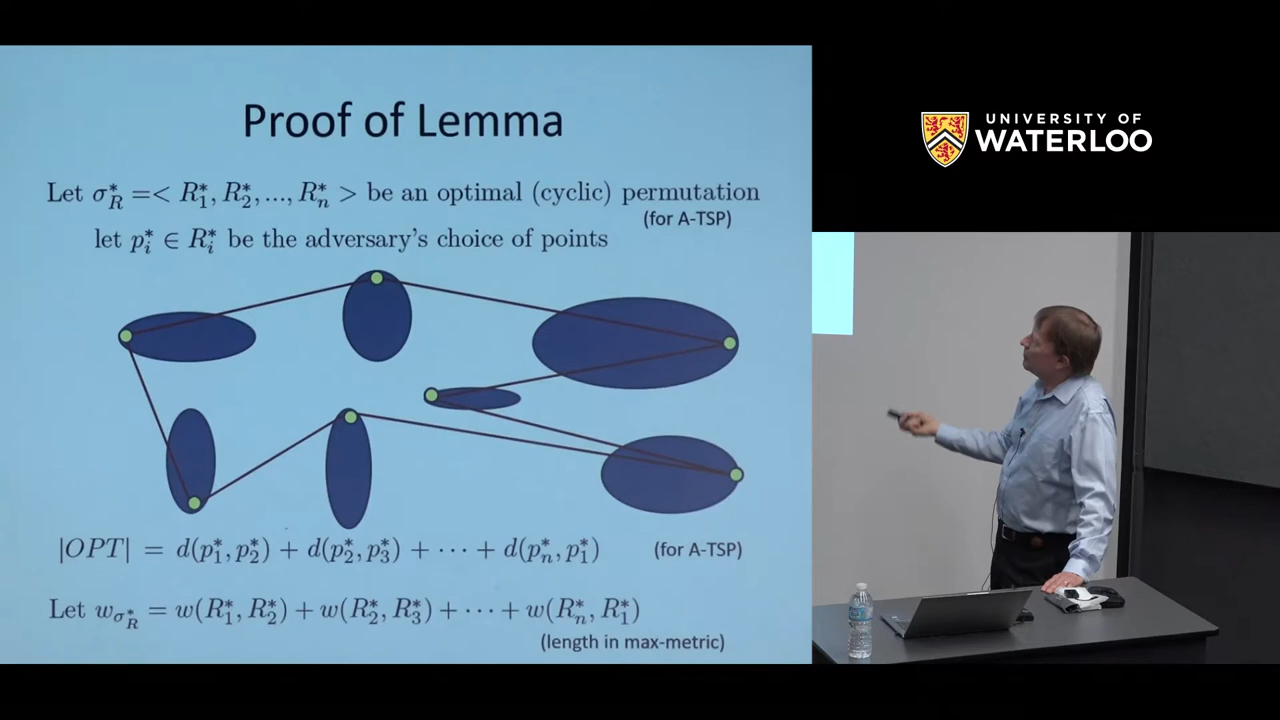 Proof of Lemma
Let σ*_R =< R*_1, R*_2, ..., R*_n > be an optimal (cyclic) permutation
(for A-TSP)
let p*_i ∈ R*_i be the adversary's choice of points
|OPT| = d(p*_1, p*_2) + d(p*_2, p*_3) + ··· + d(p*_n, p*_1)
(for A-TSP)
Let w_σ*_R = w(R*_1, R*_2) + w(R*_2, R*_3) + ··· + w(R*_n, R*_1)
(length in max-metric)
UNIVERSITY OF
WATERLOO